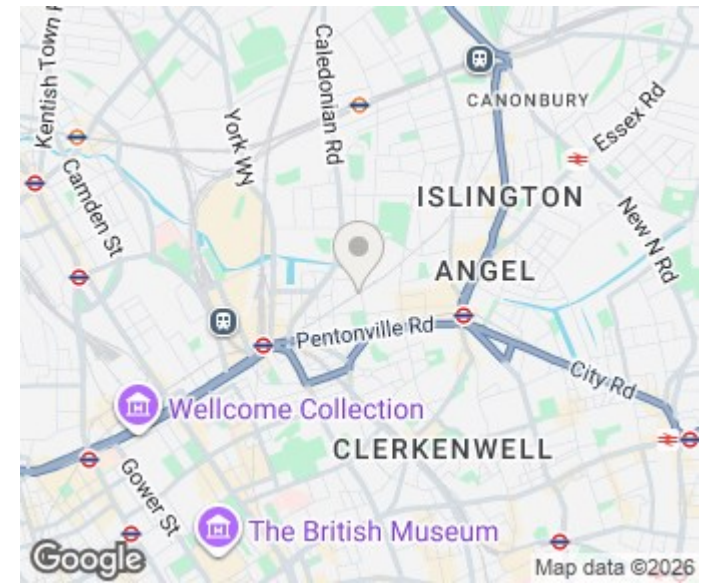 Kentish Town R
Caledonian Rd
York Wy
CANONBURY
Essex Rd
Camden St
ISLINGTON
New N Rd
ANGEL
Pentonville Rd
City Rd
Wellcome Collection
CLERKENWELL
Gower St
The British Museum
Google
Map data ©2026